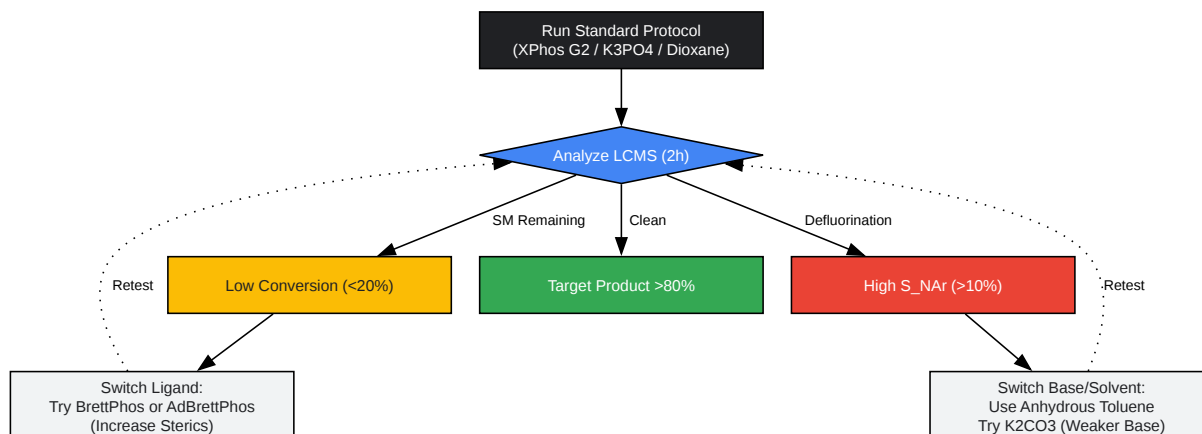 Run Standard Protocol
(XPhos G2 / K3PO4 / Dioxane)
Analyze LCMS (2h)
SM Remaining
Clean
Defluorination
Retest
Low Conversion (<20%)
Target Product >80%
High S_NAr (>10%)
Retest
Switch Ligand:
Try BrettPhos or AdBrettPhos
(Increase Sterics)
Switch Base/Solvent:
Use Anhydrous Toluene
Try K2CO3 (Weaker Base)